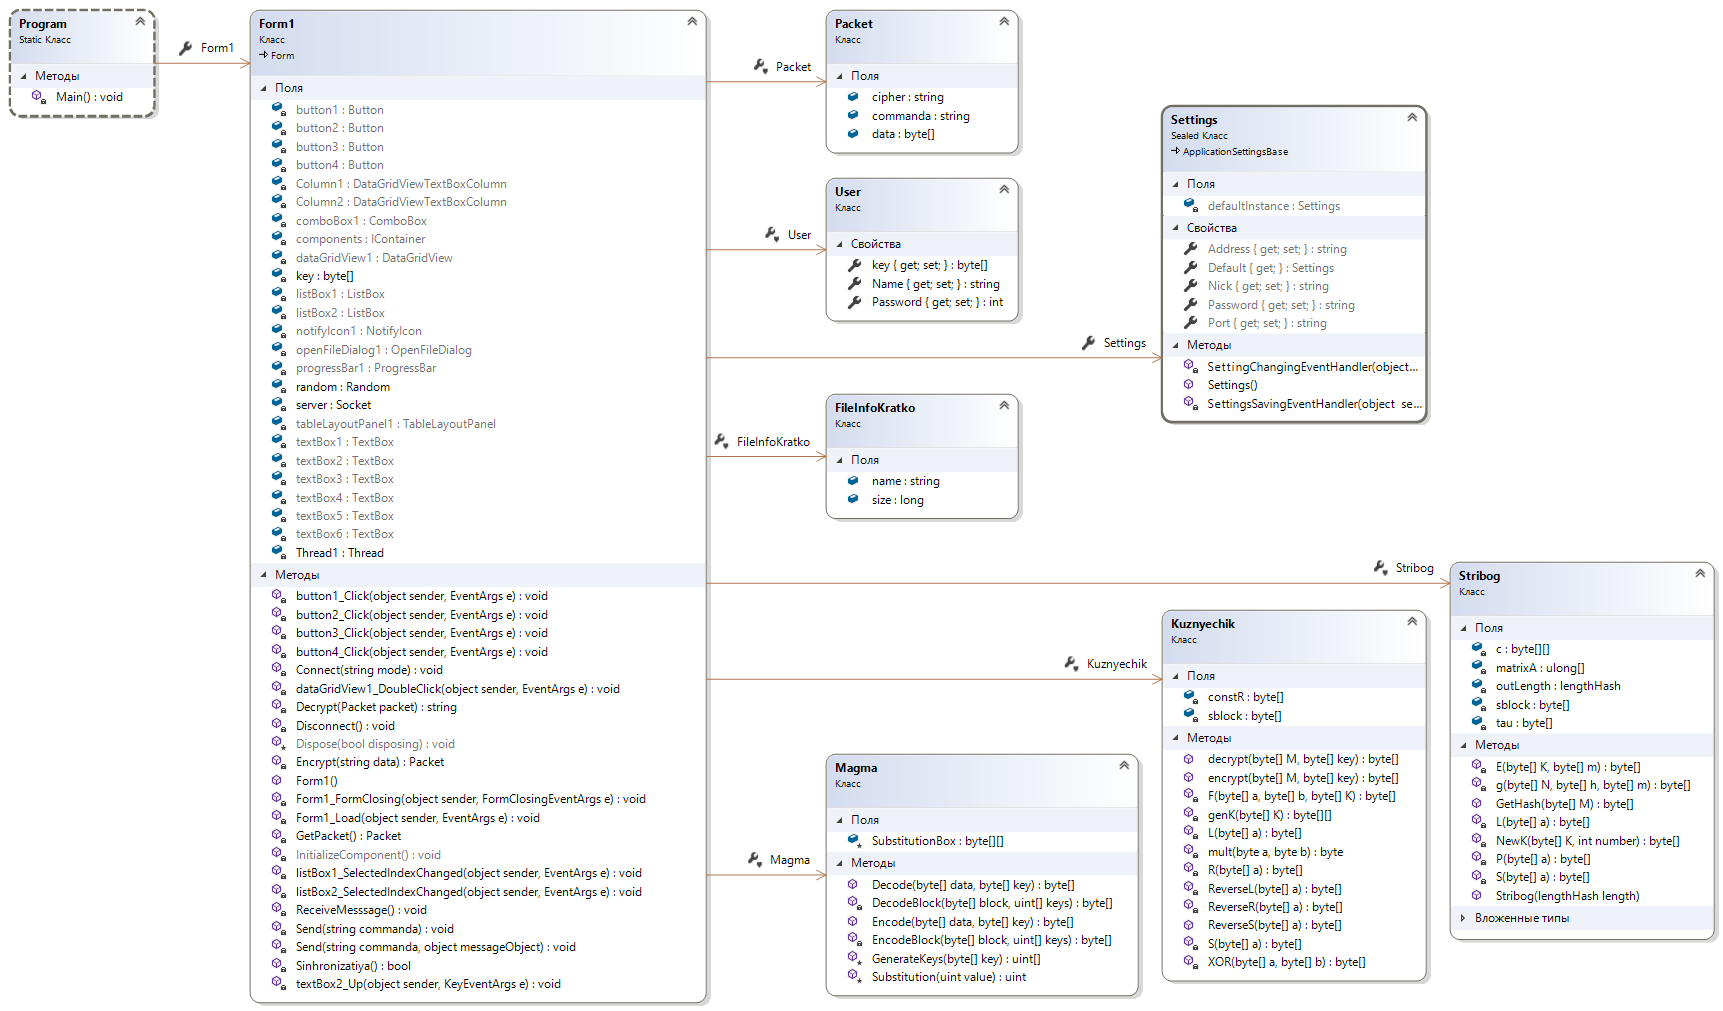 Program
Static Класс
Методы
Main() : void
Form1
Form1
Класс
Form
Поля
button1 : Button
button2 : Button
button3 : Button
button4 : Button
Column1 : DataGridViewTextBoxColumn
Column2 : DataGridViewTextBoxColumn
comboBox1 : ComboBox
components : IContainer
dataGridView1 : DataGridView
key : byte[]
listBox1 : ListBox
listBox2 : ListBox
notifyIcon1 : NotifyIcon
openFileDialog1 : OpenFileDialog
progressBar1 : ProgressBar
random : Random
server : Socket
tableLayoutPanel1 : TableLayoutPanel
textBox1 : TextBox
textBox2 : TextBox
textBox3 : TextBox
textBox4 : TextBox
textBox5 : TextBox
textBox6 : TextBox
Thread1 : Thread
Методы
button1_Click(object sender, EventArgs e) : void
button2_Click(object sender, EventArgs e) : void
button3_Click(object sender, EventArgs e) : void
button4_Click(object sender, EventArgs e) : void
Connect(string mode) : void
dataGridView1_DoubleClick(object sender, EventArgs e) : void
Decrypt(Packet packet) : string
Disconnect() : void
Dispose(bool disposing) : void
Encrypt(string data) : Packet
Form1()
Form1_FormClosing(object sender, FormClosingEventArgs e) : void
Form1_Load(object sender, EventArgs e) : void
GetPacket() : Packet
InitializeComponent() : void
listBox1_SelectedIndexChanged(object sender, EventArgs e) : void
listBox2_SelectedIndexChanged(object sender, EventArgs e) : void
ReceiveMesssage() : void
Send(string commanda) : void
Send(string commanda, object messageObject) : void
Sinhronizatiya() : bool
textBox2_Up(object sender, KeyEventArgs e) : void
Packet
Packet
Класс
Поля
cipher : string
commanda : string
data : byte[]
User
User
Класс
Свойства
key { get; set; } : byte[]
Name { get; set; } : string
Password { get; set; } : int
Settings
Settings
Sealed Класс
ApplicationSettingsBase
Поля
defaultInstance : Settings
Свойства
Address { get; set; } : string
Default { get; } : Settings
Nick { get; set; } : string
Password { get; set; } : string
Port { get; set; } : string
Методы
SettingChangingEventHandler(object...
Settings()
SettingsSavingEventHandler(object se...
FileInfoKratko
FileInfoKratko
Класс
Поля
name : string
size : long
Stribog
Stribog
Класс
Поля
c : byte[][]
matrixA : ulong[]
outLength : lengthHash
sblock : byte[]
tau : byte[]
Методы
E(byte[] K, byte[] m) : byte[]
g(byte[] N, byte[] h, byte[] m) : byte[]
GetHash(byte[] M) : byte[]
L(byte[] a) : byte[]
NewK(byte[] K, int number) : byte[]
P(byte[] a) : byte[]
S(byte[] a) : byte[]
Stribog(lengthHash length)
Вложенные типы
Kuznyechik
Kuznyechik
Класс
Поля
constR : byte[]
sblock : byte[]
Методы
decrypt(byte[] M, byte[] key) : byte[]
encrypt(byte[] M, byte[] key) : byte[]
F(byte[] a, byte[] b, byte[] K) : byte[]
genK(byte[] K) : byte[][]
L(byte[] a) : byte[]
mult(byte a, byte b) : byte
R(byte[] a) : byte[]
ReverseL(byte[] a) : byte[]
ReverseR(byte[] a) : byte[]
ReverseS(byte[] a) : byte[]
S(byte[] a) : byte[]
XOR(byte[] a, byte[] b) : byte[]
Magma
Magma
Класс
Поля
SubstitutionBox : byte[][]
Методы
Decode(byte[] data, byte[] key) : byte[]
DecodeBlock(byte[] block, uint[] keys) : byte[]
Encode(byte[] data, byte[] key) : byte[]
EncodeBlock(byte[] block, uint[] keys) : byte[]
GenerateKeys(byte[] key) : uint[]
Substitution(uint value) : uint